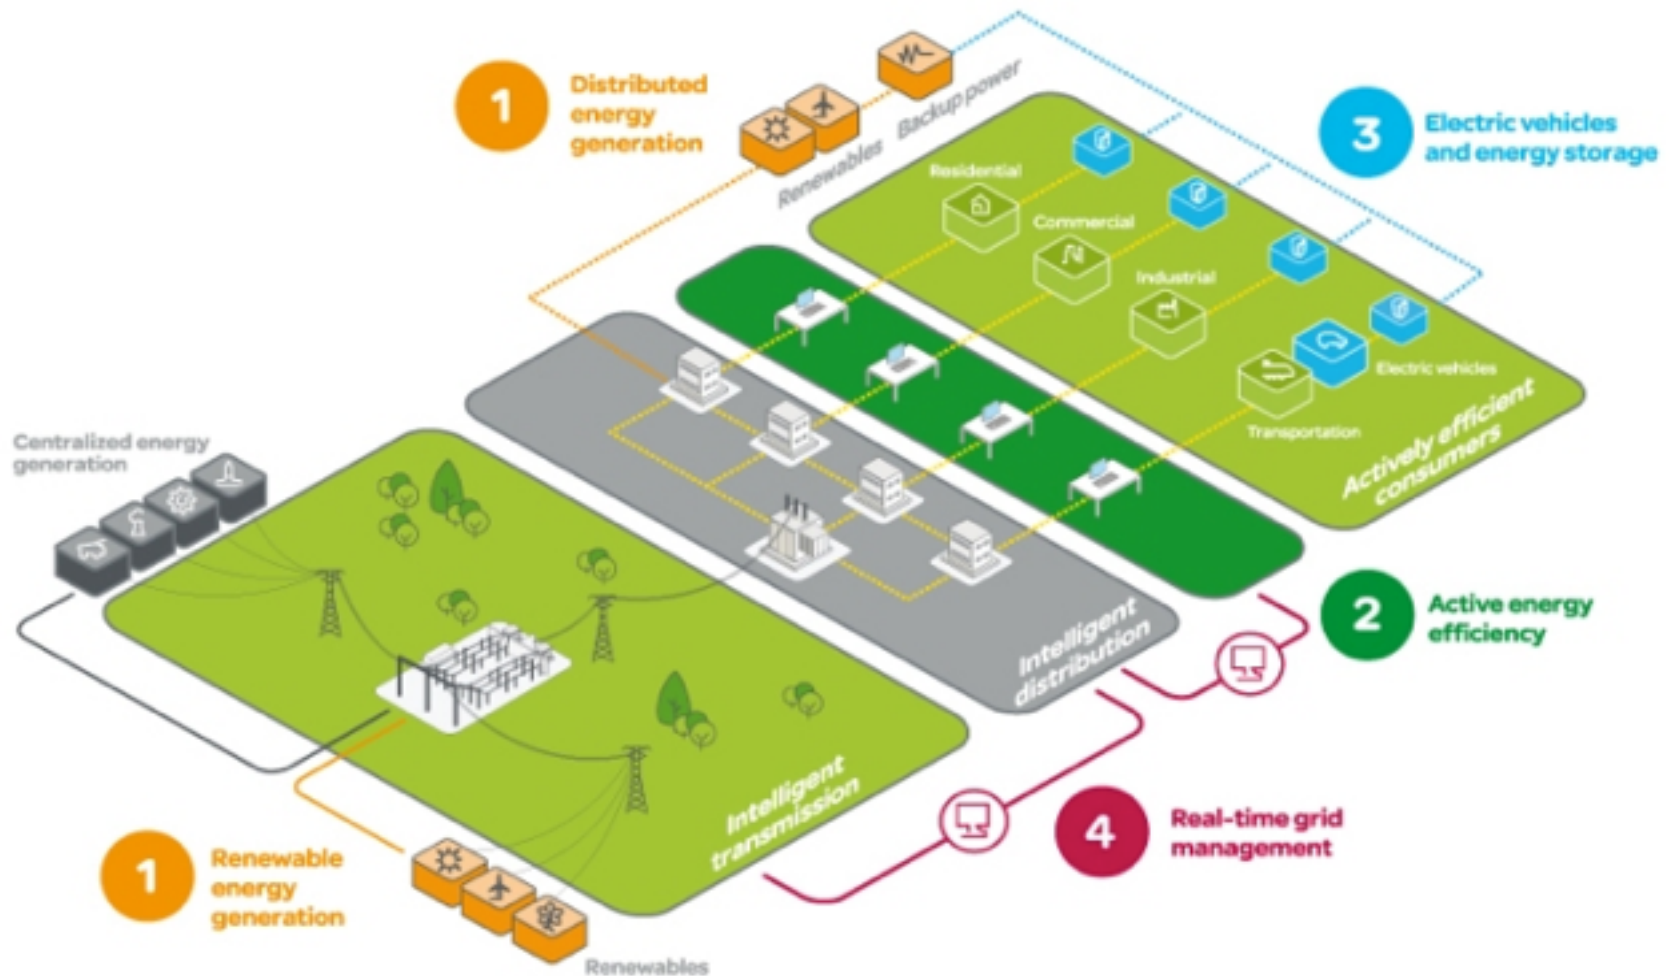 1
Distributed
energy
generation
Renewables
Backup power
3
Electric vehicles
and energy storage
Residential
Commercial
Industrial
Electric vehicles
Transportation
Actively efficient
consumers
Centralized energy
generation
Intelligent
distribution
2
Active energy
efficiency
Intelligent
transmission
4
Real-time grid
management
1
Renewable
energy
generation
Renewables